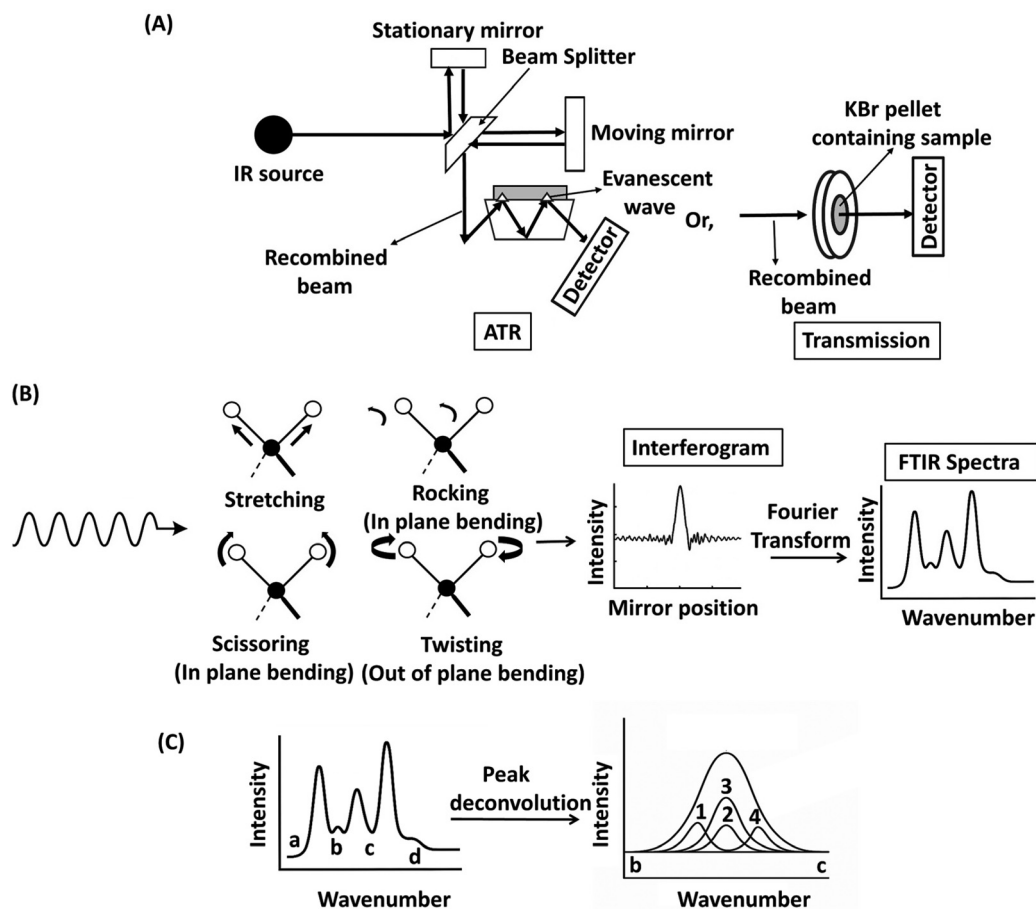 (A)
Stationary mirror
Beam Splitter
IR source
Moving mirror
Evanescent
wave
Recombined
beam
Detector
ATR
Or,
KBr pellet
containing sample
Detector
Recombined
beam
Transmission
(B)
Stretching
Rocking
(In plane bending)
Scissoring
(In plane bending)
Twisting
(Out of plane bending)
Interferogram
Intensity
Mirror position
Fourier
Transform
FTIR Spectra
Intensity
Wavenumber
(C)
Intensity
a
b
c
d
Wavenumber
Peak
deconvolution
Intensity
1
2
3
4
b
c
Wavenumber